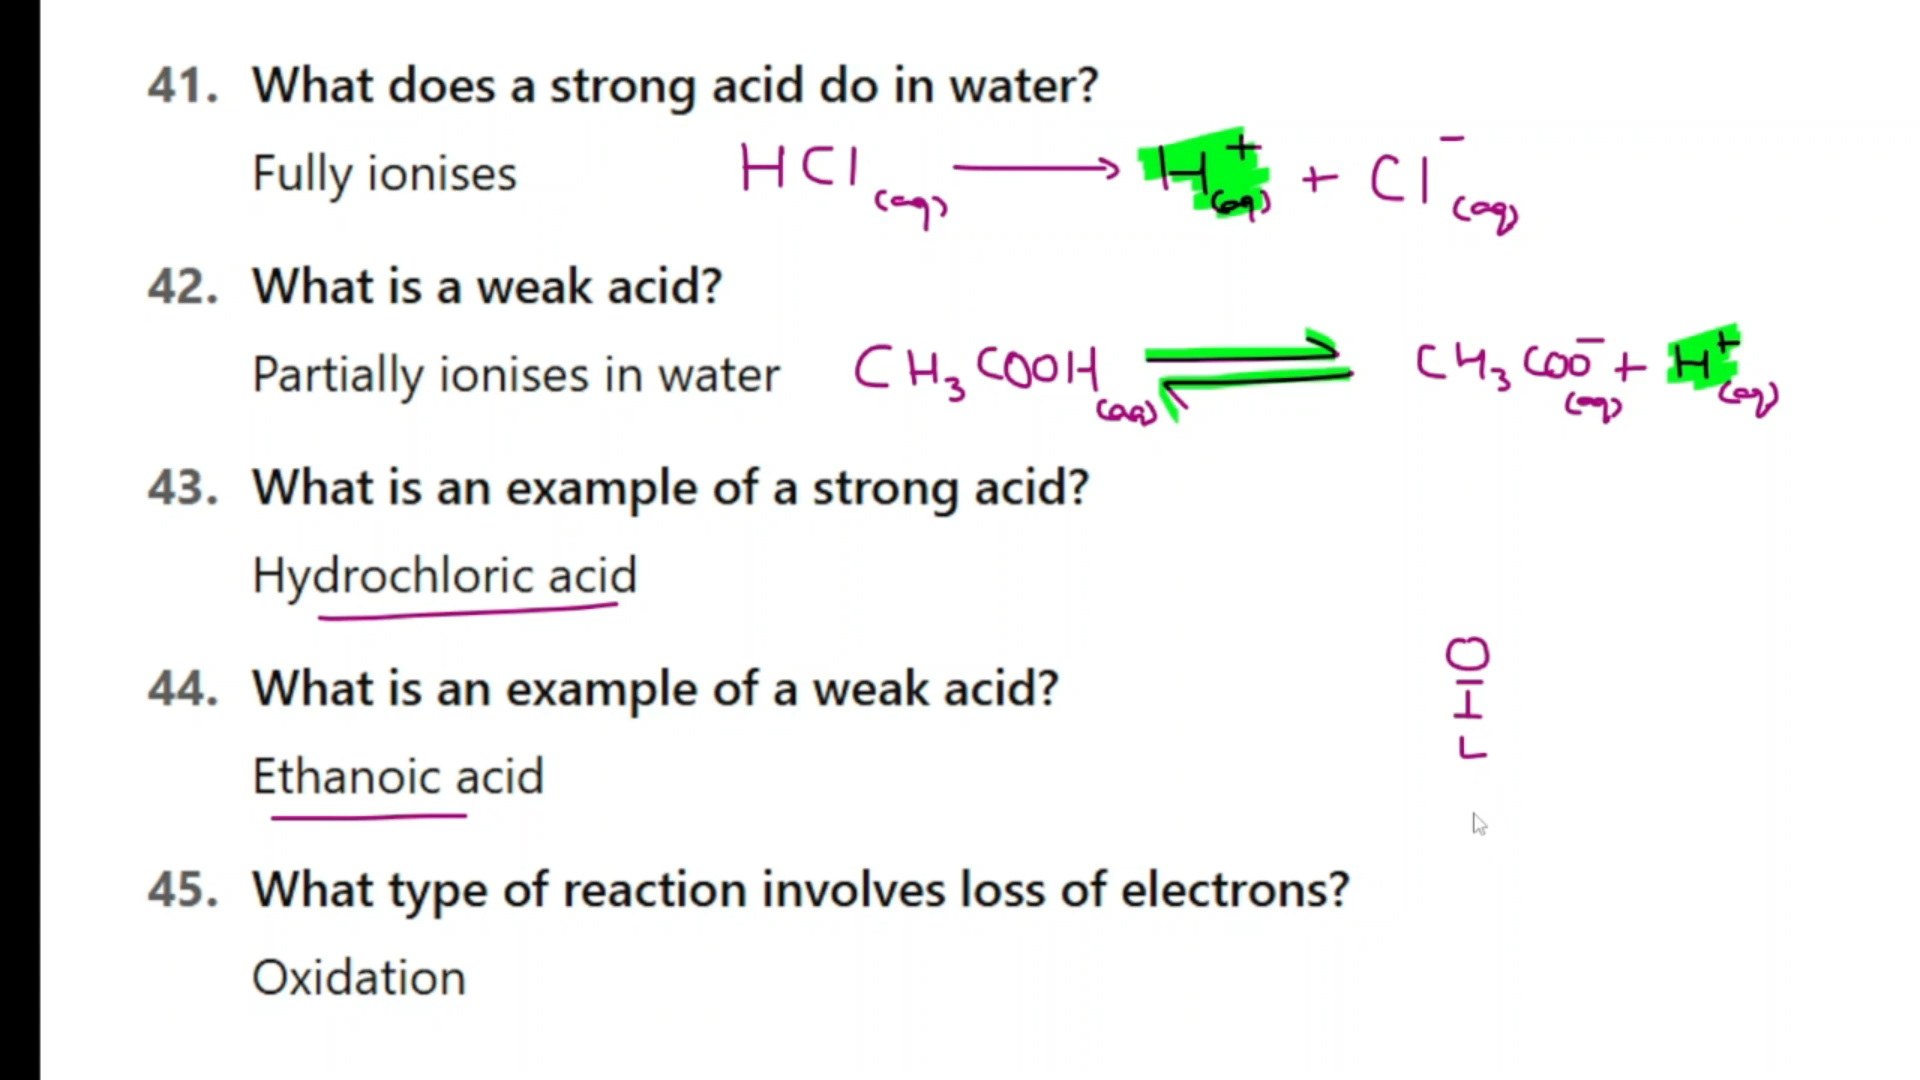 41. What does a strong acid do in water?
Fully ionises HCl(aq) → H⁺(aq) + Cl⁻(aq)
42. What is a weak acid?
Partially ionises in water CH₃COOH(aq) ⇌ CH₃COO⁻(aq) + H⁺(aq)
43. What is an example of a strong acid?
Hydrochloric acid
O
I
L
44. What is an example of a weak acid?
Ethanoic acid
45. What type of reaction involves loss of electrons?
Oxidation